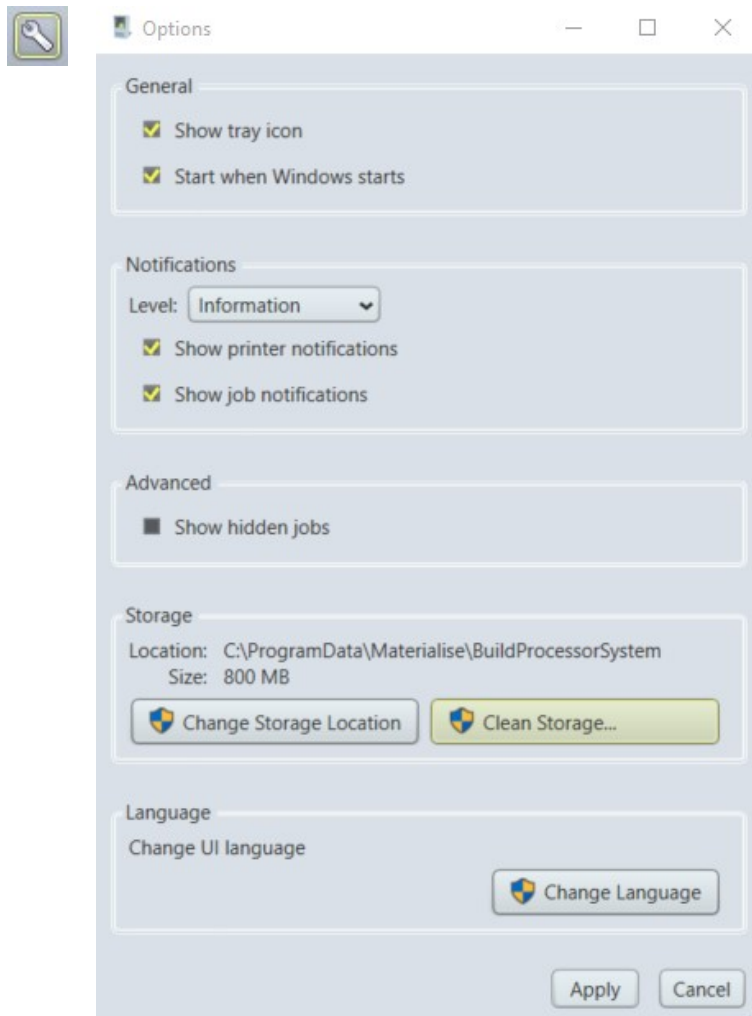 Options
General
Show tray icon
Start when Windows starts
Notifications
Level: Information
Show printer notifications
Show job notifications
Advanced
Show hidden jobs
Storage
Location: C:\ProgramData\Materialise\BuildProcessorSystem
Size: 800 MB
Change Storage Location Clean Storage...
Language
Change UI language
Change Language
Apply Cancel